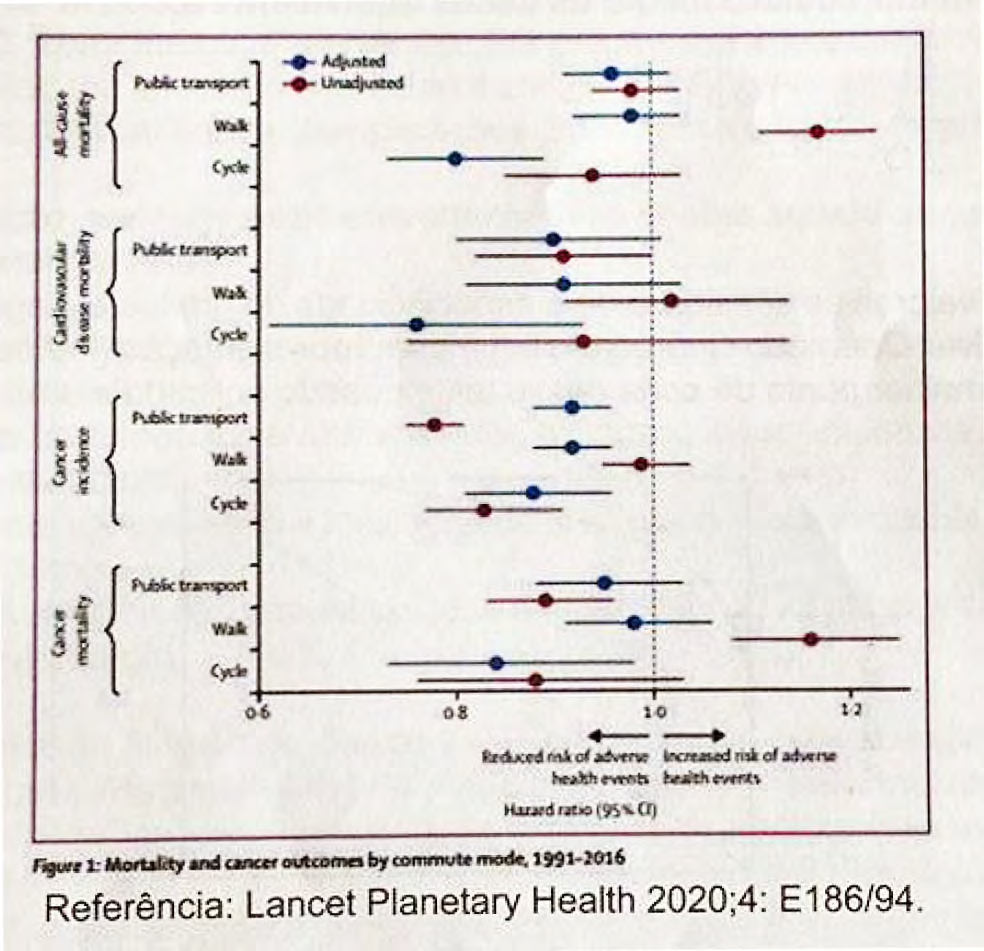 Adjusted
Unadjusted
All-cause
mortality
Public transport
Walk
Cycle
Cardiovascular
disease mortality
Public transport
Walk
Cycle
Cancer
incidence
Public transport
Walk
Cycle
Cancer
mortality
Public transport
Walk
Cycle
0·6 0·8 1·0 1·2
Reduced risk of adverse
health events
Increased risk of adverse
health events
Hazard ratio (95% CI)
Figure 1: Mortality and cancer outcomes by commute mode, 1991-2016
Referência: Lancet Planetary Health 2020;4: E186/94.